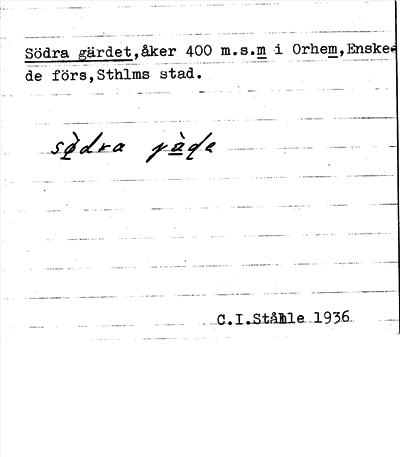 Södra gärdet,åker 400 m.s.m i Orhem,Enske
de förs,Sthlms stad.
C.I.Ståhle 1936